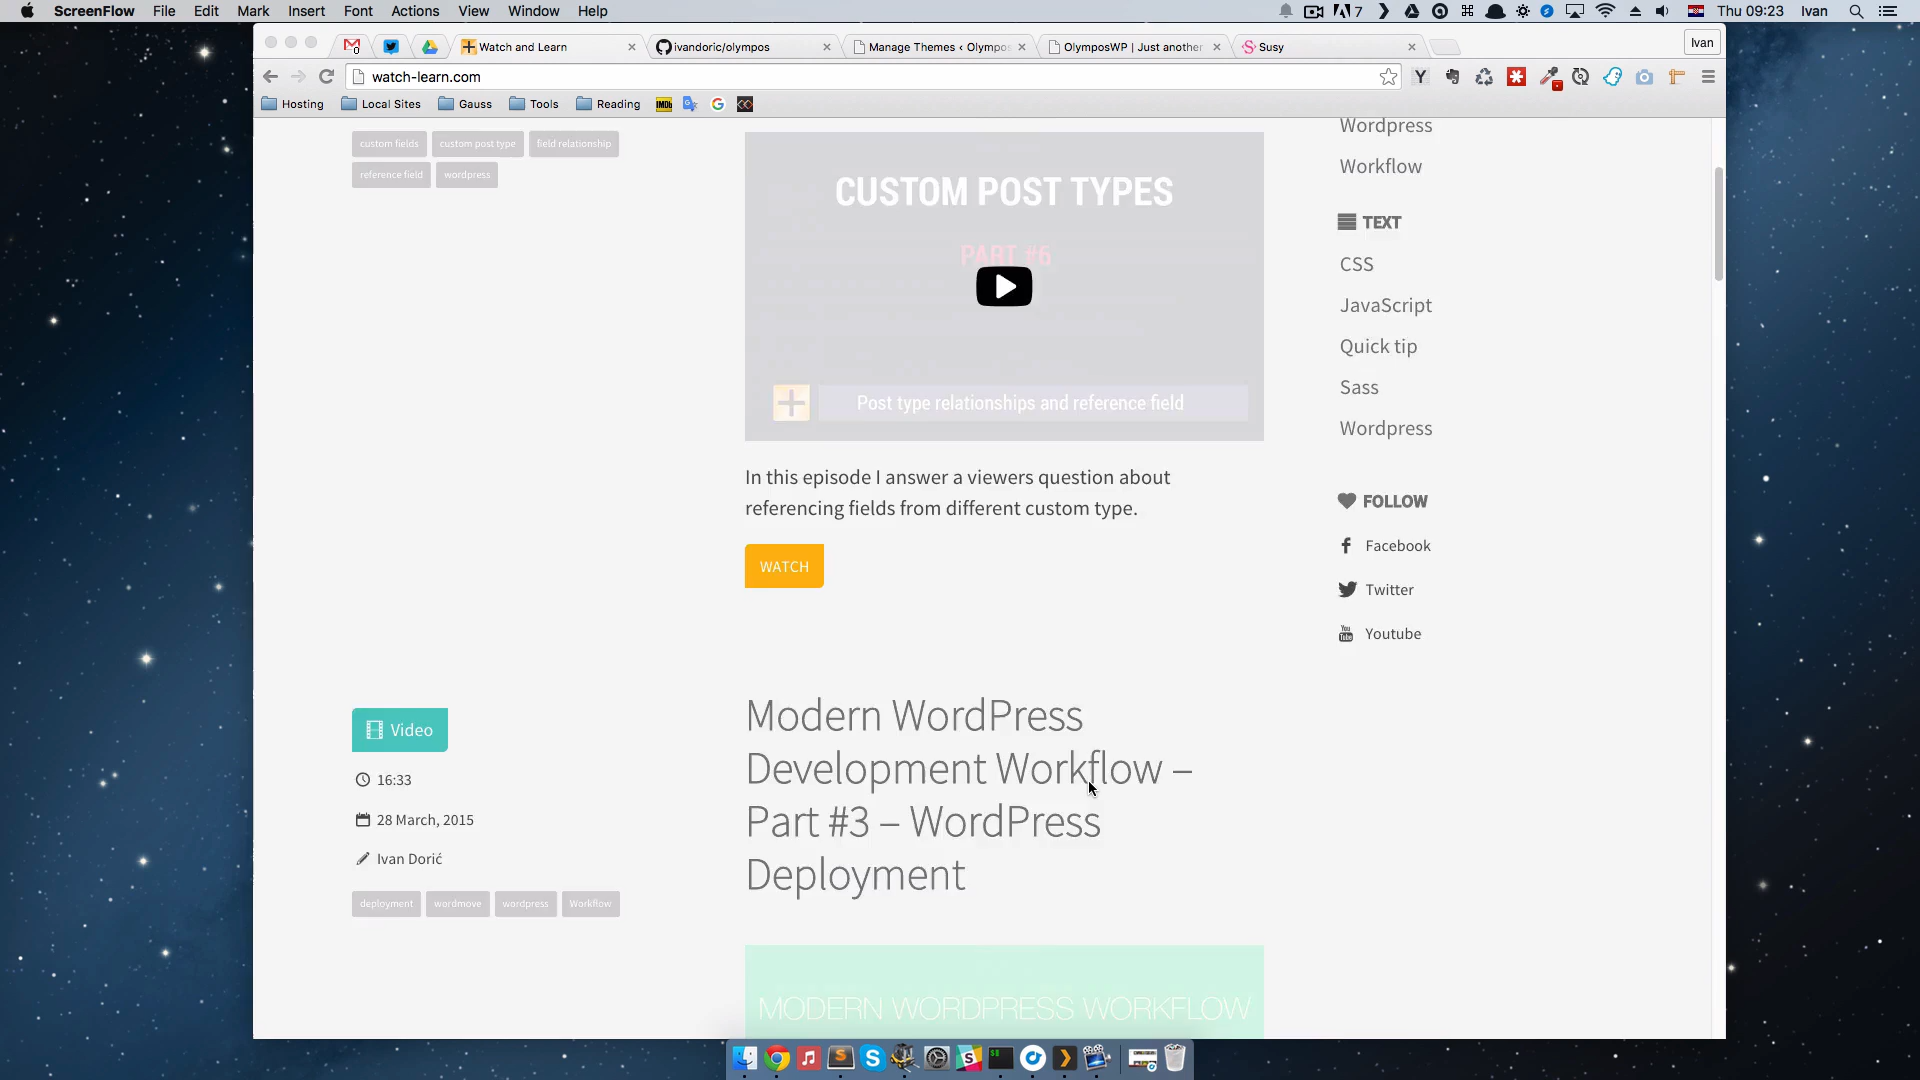 ScreenFlow File Edit Mark Insert Font Actions View Window Help 7 Thu 09:23 Ivan
0 Watch and Learn ivandoric/olympos Manage Themes ‹ Olympos OlymposWP | Just another Susy Ivan
watch-learn.com
Hosting Local Sites Gauss Tools Reading IMDb
custom fields custom post type field relationship
reference field wordpress
CUSTOM POST TYPES
PART #6
Post type relationships and reference field
In this episode I answer a viewers question about
referencing fields from different custom type.
WATCH
Video
16:33
28 March, 2015
Ivan Dorić
deployment wordmove wordpress Workflow
Modern WordPress
Development Workflow –
Part #3 – WordPress
Deployment
MODERN WORDPRESS WORKFLOW
Wordpress
Workflow
TEXT
CSS
JavaScript
Quick tip
Sass
Wordpress
FOLLOW
Facebook
Twitter
Youtube